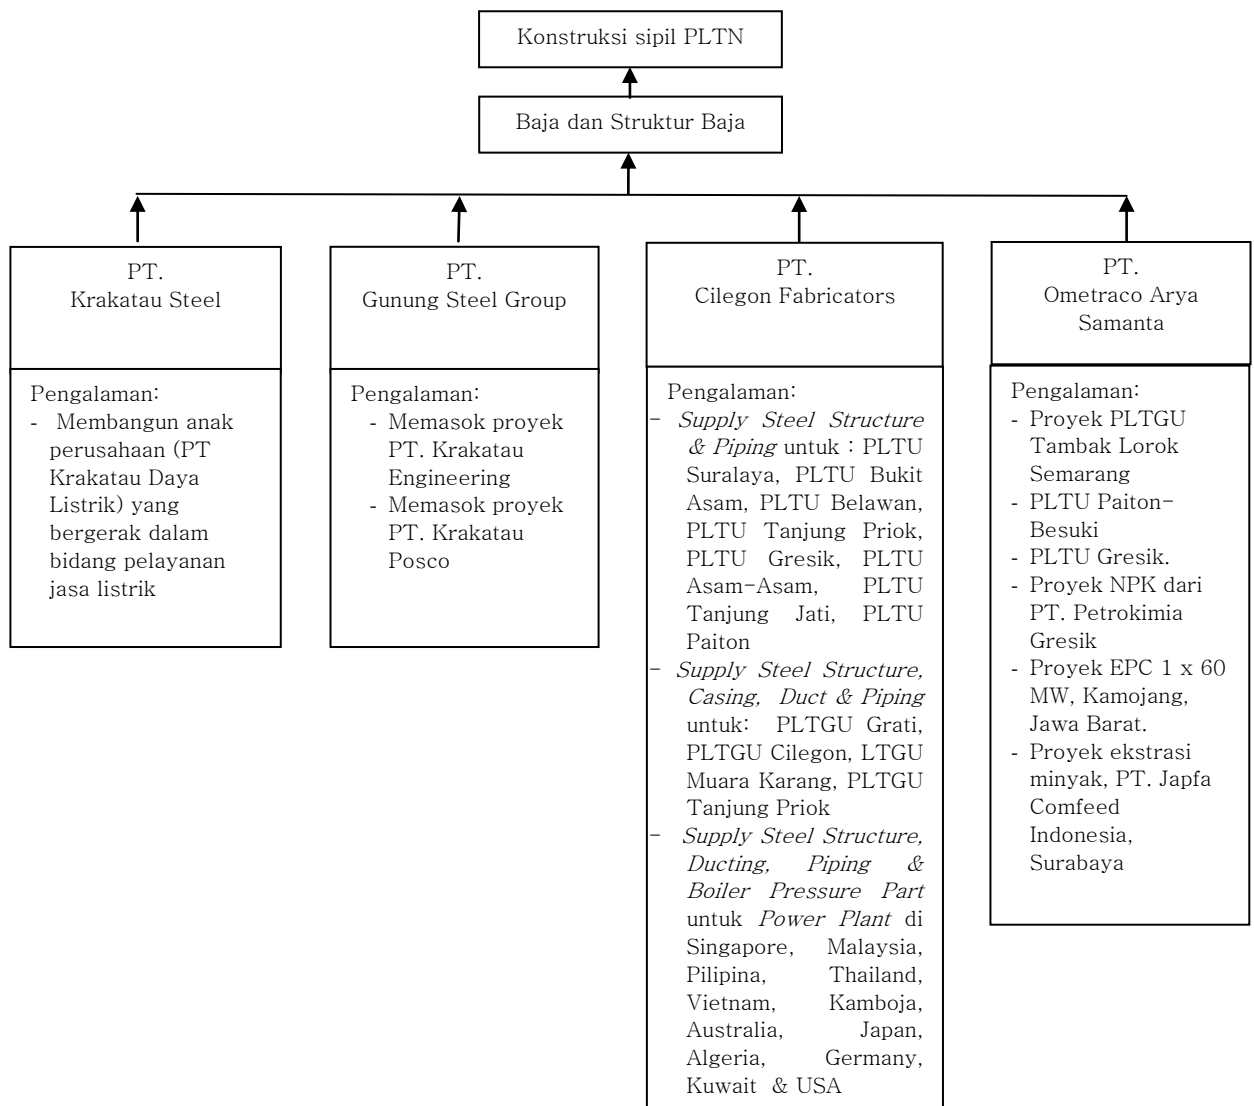 Konstruksi sipil PLTN
Baja dan Struktur Baja
PT.
Krakatau Steel
Pengalaman:
- Membangun anak
perusahaan (PT
Krakatau Daya
Listrik) yang
bergerak dalam
bidang pelayanan
jasa listrik
PT.
Gunung Steel Group
Pengalaman:
- Memasok proyek
PT. Krakatau
Engineering
- Memasok proyek
PT. Krakatau
Posco
PT.
Cilegon Fabricators
Pengalaman:
- Supply Steel Structure
& Piping untuk : PLTU
Suralaya, PLTU Bukit
Asam, PLTU Belawan,
PLTU Tanjung Priok,
PLTU Gresik, PLTU
Asam-Asam, PLTU
Tanjung Jati, PLTU
Paiton
- Supply Steel Structure,
Casing, Duct & Piping
untuk: PLTGU Grati,
PLTGU Cilegon, LTGU
Muara Karang, PLTGU
Tanjung Priok
- Supply Steel Structure,
Ducting, Piping &
Boiler Pressure Part
untuk Power Plant di
Singapore, Malaysia,
Pilipina, Thailand,
Vietnam, Kamboja,
Australia, Japan,
Algeria, Germany,
Kuwait & USA
PT.
Ometraco Arya
Samanta
Pengalaman:
- Proyek PLTGU
Tambak Lorok
Semarang
- PLTU Paiton-
Besuki
- PLTU Gresik.
- Proyek NPK dari
PT. Petrokimia
Gresik
- Proyek EPC 1 x 60
MW, Kamojang,
Jawa Barat.
- Proyek ekstrasi
minyak, PT. Japfa
Comfeed
Indonesia,
Surabaya